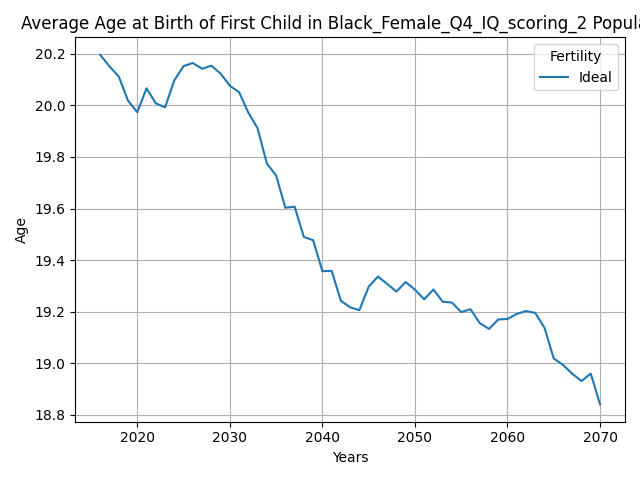 Average Age at Birth of First Child in Black_Female_Q4_IQ_scoring_2 Popula
Fertility
Ideal
20.2
20.0
19.8
19.6
19.4
19.2
19.0
18.8
Age
2020 2030 2040 2050 2060 2070
Years